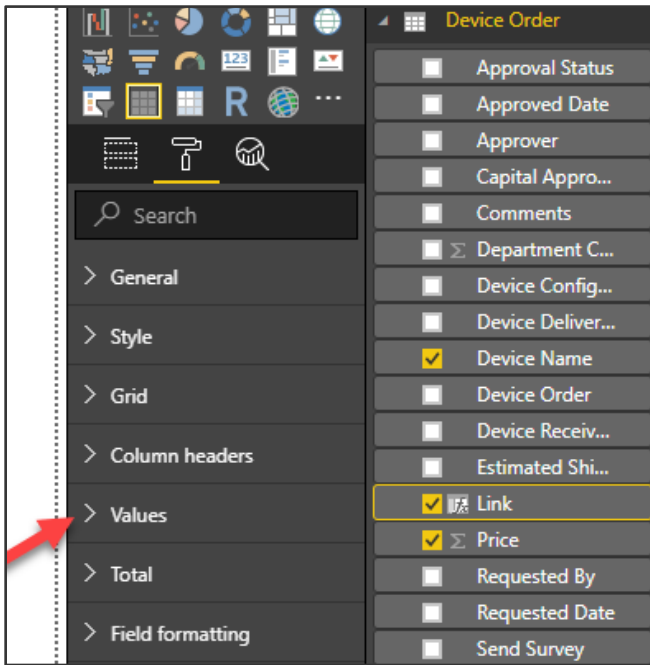 123
R
Search
General
Style
Grid
Column headers
Values
Total
Field formatting
Device Order
Approval Status
Approved Date
Approver
Capital Appro...
Comments
Σ Department C...
Device Config...
Device Deliver...
Device Name
Device Order
Device Receiv...
Estimated Shi...
Link
Σ Price
Requested By
Requested Date
Send Survey